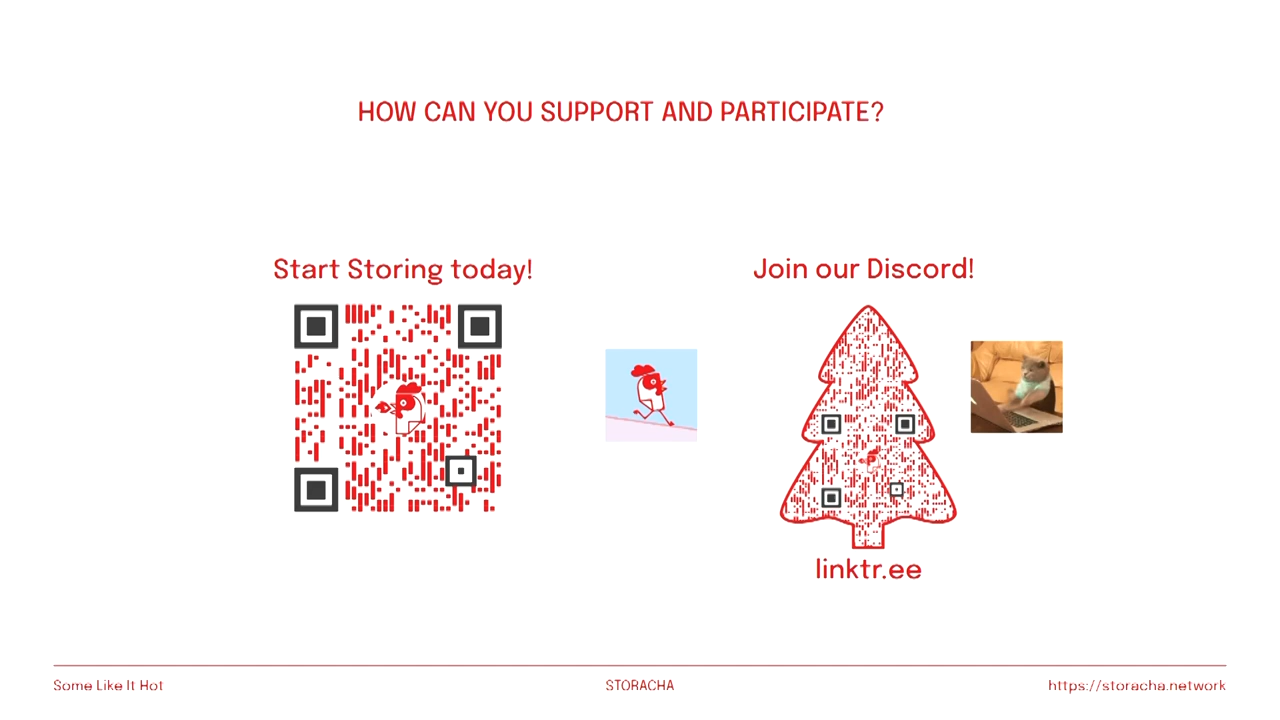 HOW CAN YOU SUPPORT AND PARTICIPATE?
Start Storing today!
Join our Discord!
linktr.ee
Some Like It Hot
STORACHA
https://storacha.network